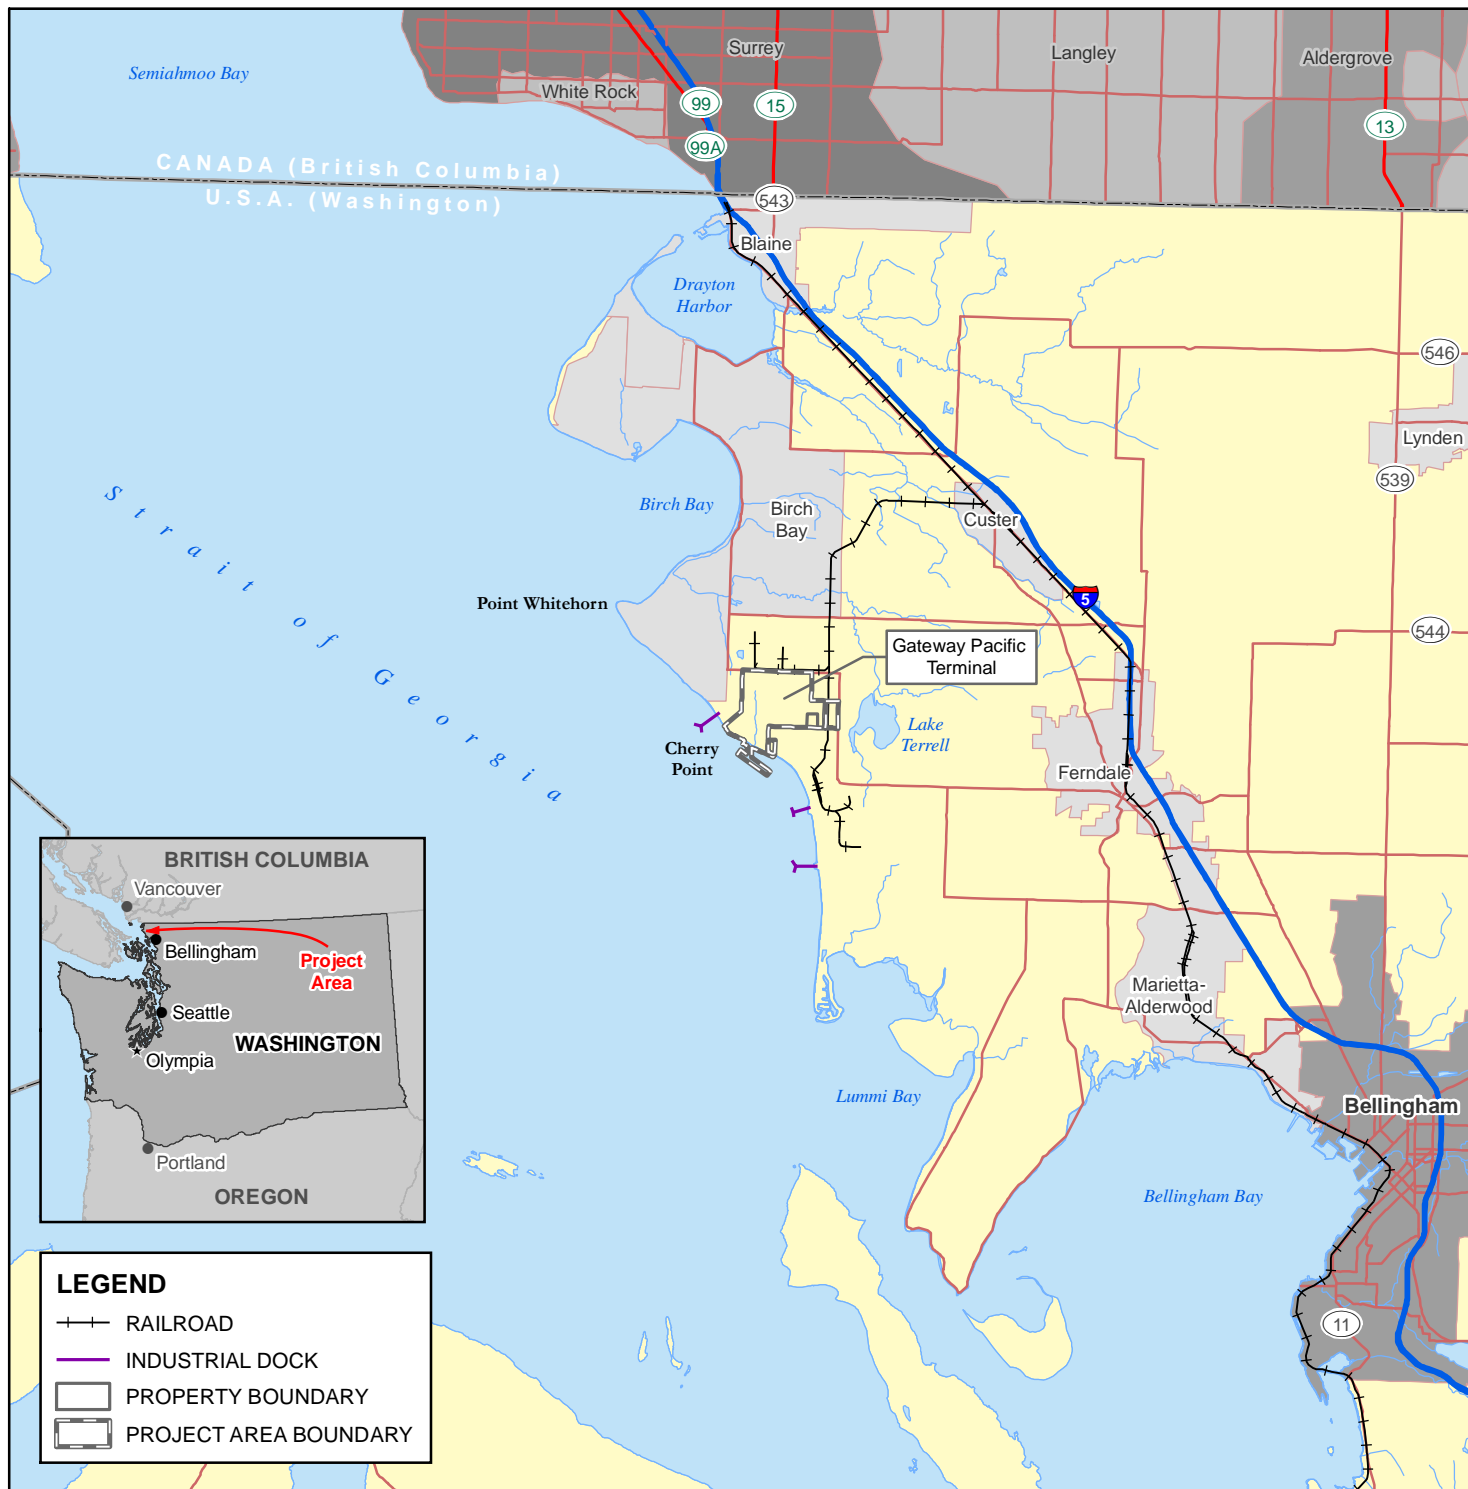 Semiahmoo Bay
Surrey
Langley
Aldergrove
White Rock
99
15
13
99A
CANADA (British Columbia)
U.S.A. (Washington)
543
Blaine
Drayton
Harbor
546
Lynden
539
Strait of Georgia
Birch Bay
Birch
Bay
Custer
Point Whitehorn
5
544
Gateway Pacific
Terminal
Lake
Terrell
Cherry
Point
Ferndale
Marietta-
Alderwood
Lummi Bay
Bellingham
Bellingham Bay
11
BRITISH COLUMBIA
Vancouver
Bellingham
Project
Area
Seattle
WASHINGTON
Olympia
Portland
OREGON
LEGEND
RAILROAD
INDUSTRIAL DOCK
PROPERTY BOUNDARY
PROJECT AREA BOUNDARY